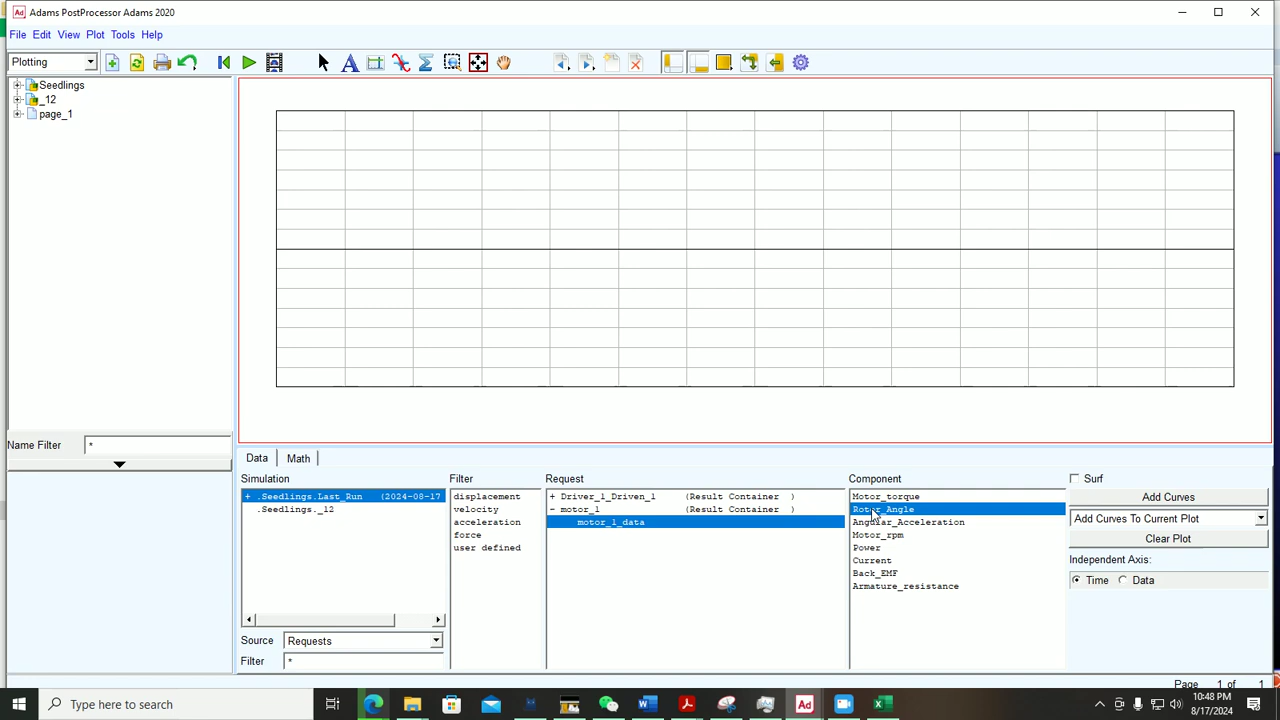 Ad Adams PostProcessor Adams 2020
File Edit View Plot Tools Help
Plotting
Seedlings
_12
page_1
Name Filter *
Data Math
Simulation Filter Request Component Surf
+ .Seedlings.Last_Run (2024-08-17
.Seedlings._12
displacement
velocity
acceleration
force
user defined
+ Driver_1_Driven_1 (Result Container )
- motor_1 (Result Container )
motor_1_data
Motor_torque
Rotor_Angle
Angular_Acceleration
Motor_rpm
Power
Current
Back_EMF
Armature_resistance
Add Curves
Add Curves To Current Plot
Clear Plot
Independent Axis:
Time Data
Source Requests
Filter *
Page 1 of 1
Type here to search
Ad
10:48 PM
8/17/2024